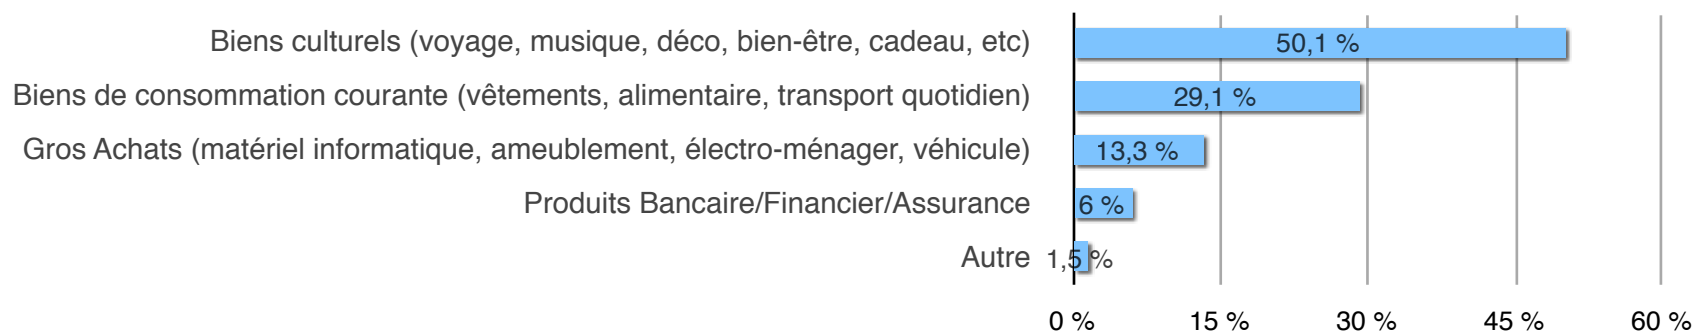 Biens culturels (voyage, musique, déco, bien-être, cadeau, etc) 50,1 %
Biens de consommation courante (vêtements, alimentaire, transport quotidien) 29,1 %
Gros Achats (matériel informatique, ameublement, électro-ménager, véhicule) 13,3 %
Produits Bancaire/Financier/Assurance 6 %
Autre 1,5 %
0 % 15 % 30 % 45 % 60 %